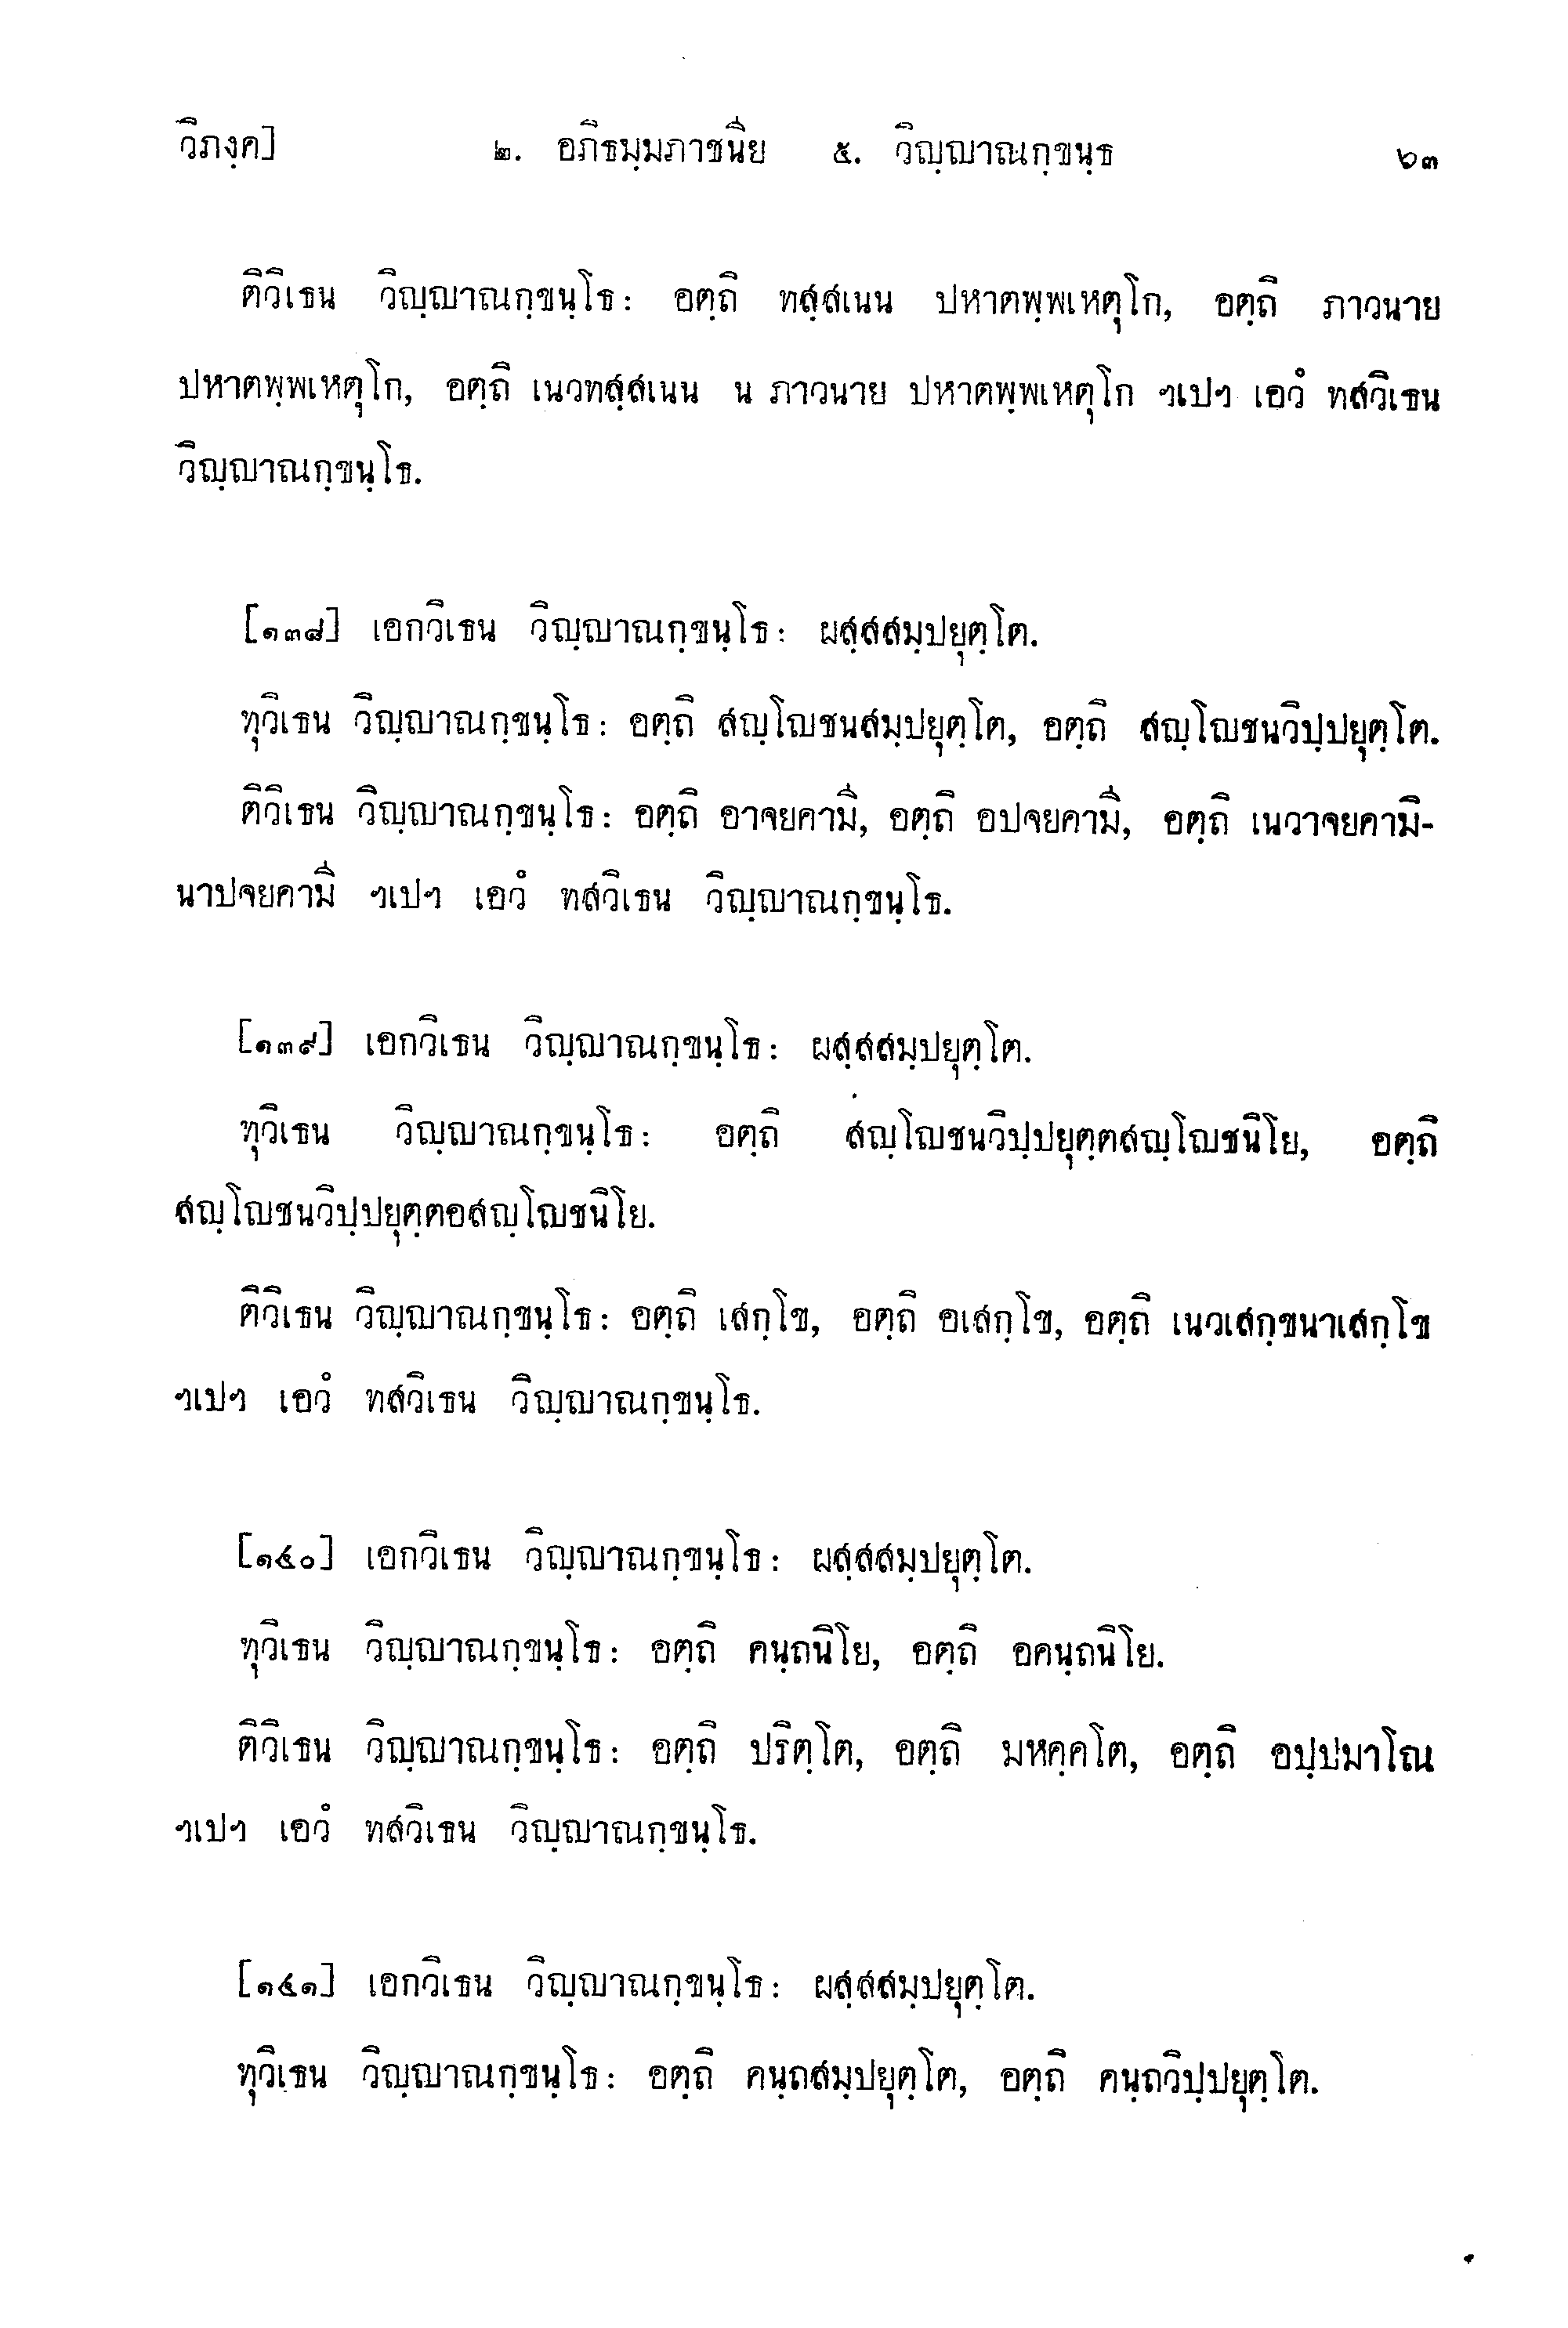 วิภงฺค] ๒. อภิธมฺมภาชนีย ๕. วิญฺญาณกฺขนฺธ ๖๓
ติวิเธน วิญฺญาณกฺขนฺโธ: อตฺถิ ทสฺสเนน ปหาตพฺพเหตุโก, อตฺถิ ภาวนาย
ปหาตพฺพเหตุโก, อตฺถิ เนวทสฺสเนน น ภาวนาย ปหาตพฺพเหตุโก ฯเปฯ เอวํ ทสวิเธน
วิญฺญาณกฺขนฺโธ.
[๑๓๘] เอกวิเธน วิญฺญาณกฺขนฺโธ: ผสฺสสมฺปยุตฺโต.
ทุวิเธน วิญฺญาณกฺขนฺโธ: อตฺถิ สญฺโญชนสมฺปยุตฺโต, อตฺถิ สญฺโญชนวิปฺปยุตฺโต.
ติวิเธน วิญฺญาณกฺขนฺโธ: อตฺถิ อาจยคามี, อตฺถิ อปจยคามี, อตฺถิ เนวาจยคามิ-
นาปจยคามี ฯเปฯ เอวํ ทสวิเธน วิญฺญาณกฺขนฺโธ.
[๑๓๙] เอกวิเธน วิญฺญาณกฺขนฺโธ: ผสฺสสมฺปยุตฺโต.
ทุวิเธน วิญฺญาณกฺขนฺโธ: อตฺถิ สญฺโญชนวิปฺปยุตฺตสญฺโญชนิโย, อตฺถิ
สญฺโญชนวิปฺปยุตฺตอสญฺโญชนิโย.
ติวิเธน วิญฺญาณกฺขนฺโธ: อตฺถิ เสกฺโข, อตฺถิ อเสกฺโข, อตฺถิ เนวเสกฺขนาเสกฺโข
ฯเปฯ เอวํ ทสวิเธน วิญฺญาณกฺขนฺโธ.
[๑๔๐] เอกวิเธน วิญฺญาณกฺขนฺโธ: ผสฺสสมฺปยุตฺโต.
ทุวิเธน วิญฺญาณกฺขนฺโธ: อตฺถิ คนฺถนิโย, อตฺถิ อคนฺถนิโย.
ติวิเธน วิญฺญาณกฺขนฺโธ: อตฺถิ ปริตฺโต, อตฺถิ มหคฺคโต, อตฺถิ อปฺปมาโณ
ฯเปฯ เอวํ ทสวิเธน วิญฺญาณกฺขนฺโธ.
[๑๔๑] เอกวิเธน วิญฺญาณกฺขนฺโธ: ผสฺสสมฺปยุตฺโต.
ทุวิเธน วิญฺญาณกฺขนฺโธ: อตฺถิ คนฺถสมฺปยุตฺโต, อตฺถิ คนฺถวิปฺปยุตฺโต.